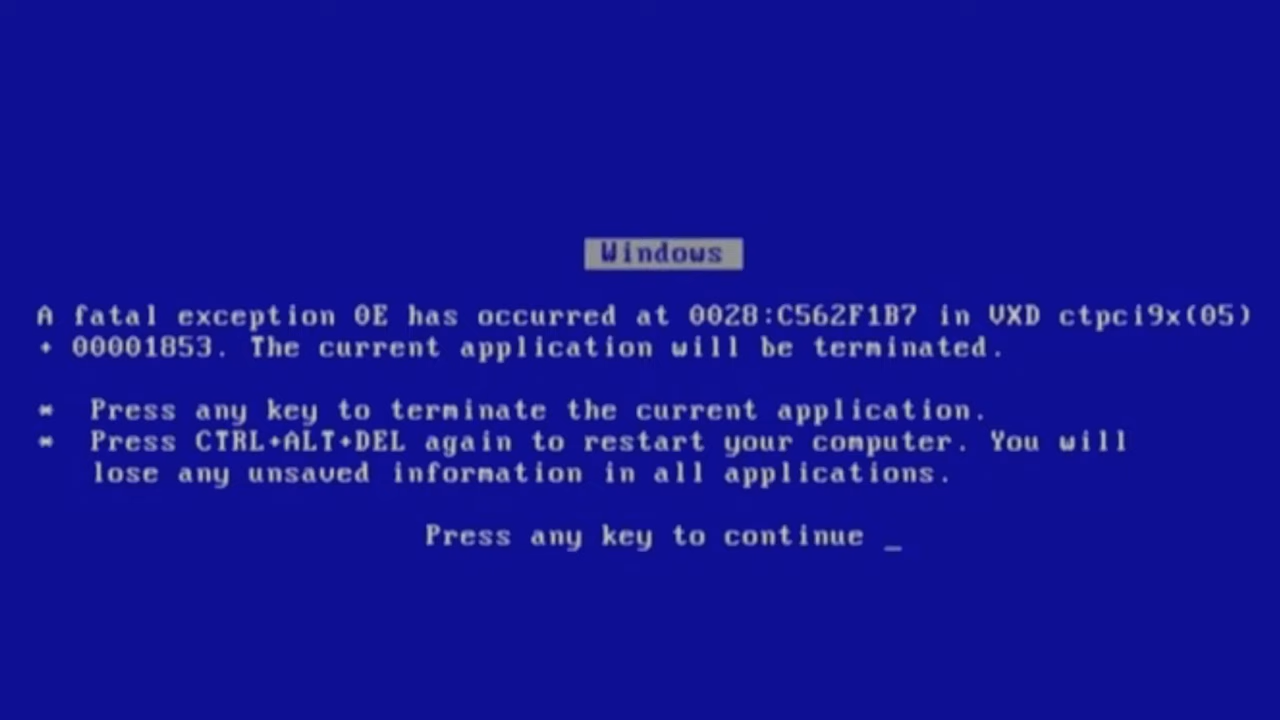 Windows
A fatal exception 0E has occurred at 0028:C562F1B7 in VXD ctpci9x(05)
+ 00001853. The current application will be terminated.
* Press any key to terminate the current application.
* Press CTRL+ALT+DEL again to restart your computer. You will
lose any unsaved information in all applications.
Press any key to continue _